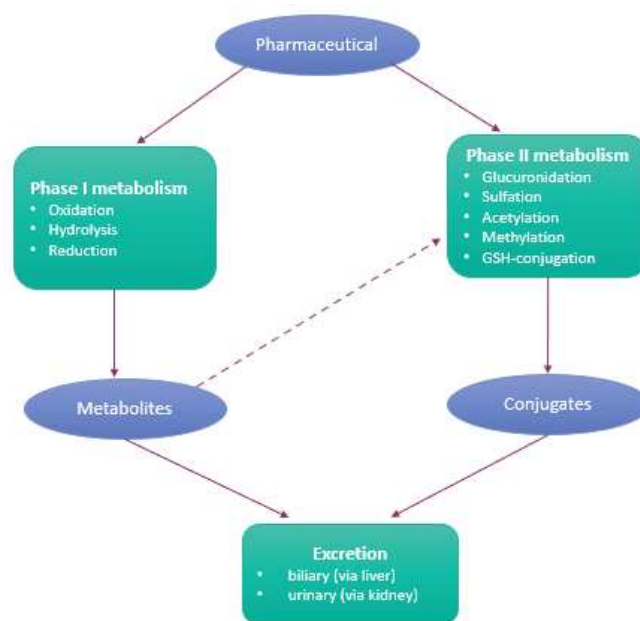 Pharmaceutical
Phase I metabolism
• Oxidation
• Hydrolysis
• Reduction
Phase II metabolism
• Glucuronidation
• Sulfation
• Acetylation
• Methylation
• GSH-conjugation
Metabolites
Conjugates
Excretion
• biliary (via liver)
• urinary (via kidney)